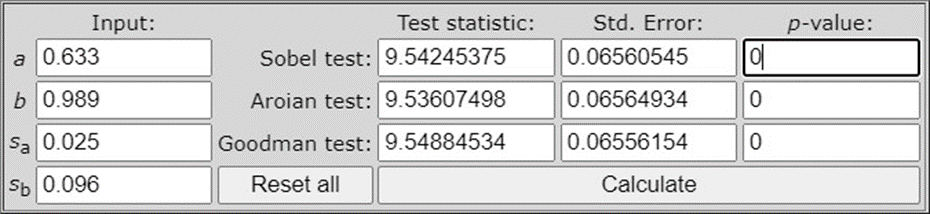 Input: Test statistic: Std. Error: p-value:
a 0.633 Sobel test: 9.54245375 0.06560545 0
b 0.989 Aroian test: 9.53607498 0.06564934 0
sa 0.025 Goodman test: 9.54884534 0.06556154 0
sb 0.096 Reset all Calculate